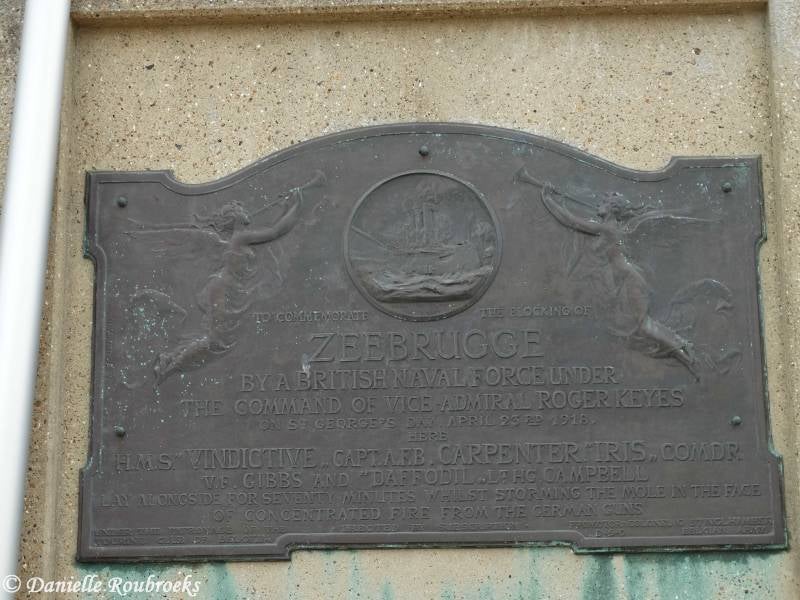 TO COMMEMORATE THE BLOCKING OF
ZEEBRUGGE
BY A BRITISH NAVAL FORCE UNDER
THE COMMAND OF VICE-ADMIRAL ROGER KEYES
ON ST GEORGE'S DAY APRIL 23RD 1918.
HERE
H.M.S. "VINDICTIVE" CAPT. A.F.B. CARPENTER. "IRIS" COMDR
V.F. GIBBS AND "DAFFODIL" LT H.G. CAMPBELL
LAY ALONGSIDE FOR SEVENTY MINUTES WHILST STORMING THE MOLE IN THE FACE
OF CONCENTRATED FIRE FROM THE GERMAN GUNS
© Danielle Roubroeks